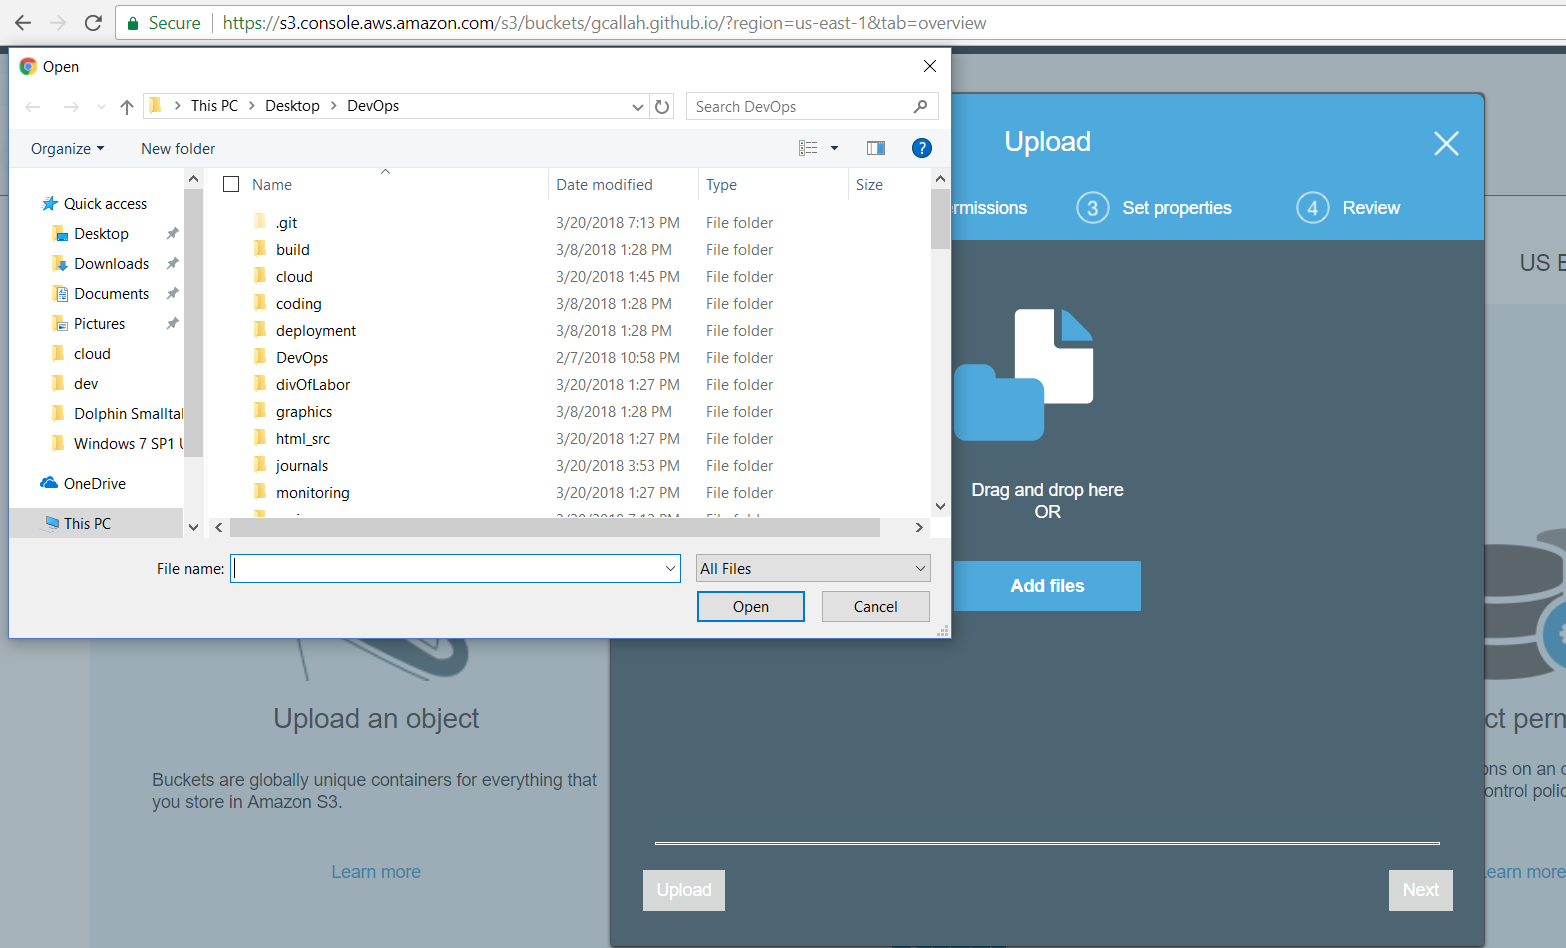 Secure https://s3.console.aws.amazon.com/s3/buckets/gcallah.github.io/?region=us-east-1&tab=overview
Open
This PC > Desktop > DevOps
Search DevOps
Organize
New folder
?
Name Date modified Type Size
Quick access
Desktop
Downloads
Documents
Pictures
cloud
dev
Dolphin Smalltal
Windows 7 SP1 U
OneDrive
This PC
.git 3/20/2018 7:13 PM File folder
build 3/8/2018 1:28 PM File folder
cloud 3/20/2018 1:45 PM File folder
coding 3/8/2018 1:28 PM File folder
deployment 3/8/2018 1:28 PM File folder
DevOps 2/7/2018 10:58 PM File folder
divOfLabor 3/20/2018 1:27 PM File folder
graphics 3/8/2018 1:28 PM File folder
html_src 3/20/2018 1:27 PM File folder
journals 3/20/2018 3:53 PM File folder
monitoring 3/20/2018 1:27 PM File folder
File name:
All Files
Open
Cancel
Upload
rmissions
3 Set properties
4 Review
US E
Drag and drop here
OR
Add files
Upload
Next
Upload an object
Buckets are globally unique containers for everything that
you store in Amazon S3.
Learn more
ct perm
ons on an o
ontrol polic
earn more